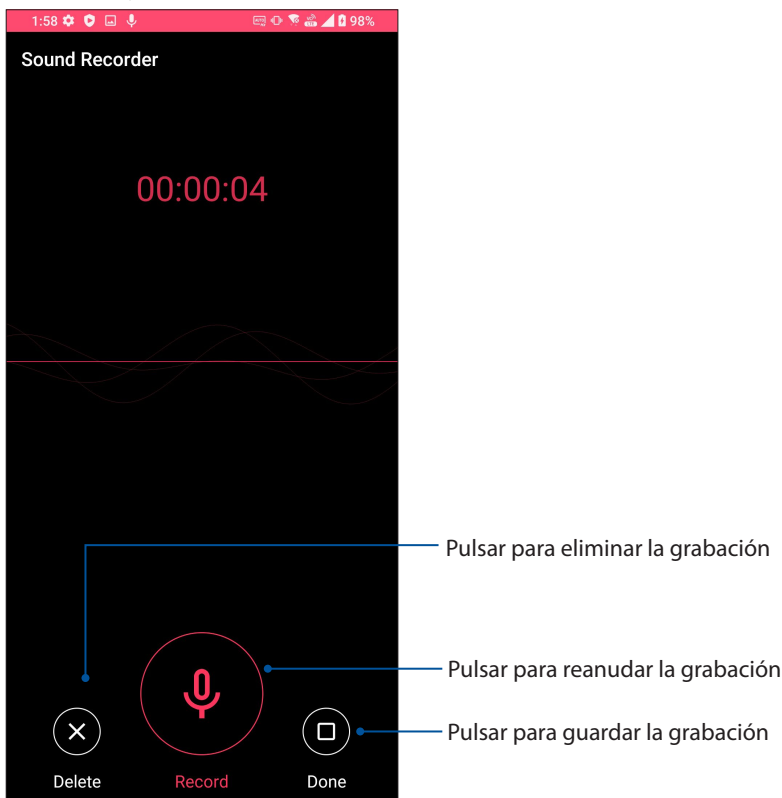 1:58 98%
Sound Recorder
00:00:04
Pulsar para eliminar la grabación
Pulsar para reanudar la grabación
Pulsar para guardar la grabación
Delete Record Done